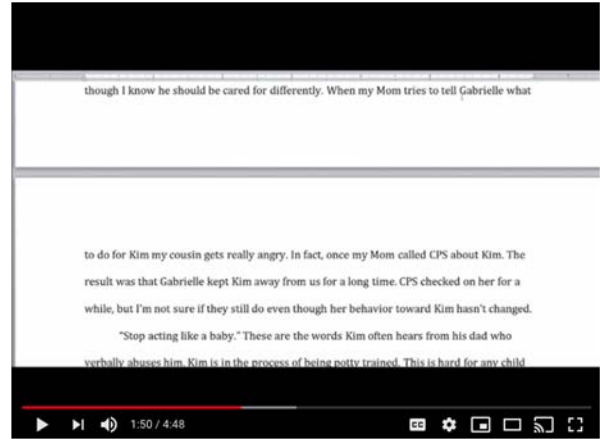 though I know he should be cared for differently. When my Mom tries to tell Gabrielle what
to do for Kim my cousin gets really angry. In fact, once my Mom called CPS about Kim. The
result was that Gabrielle kept Kim away from us for a long time. CPS checked on her for a
while, but I'm not sure if they still do even though her behavior toward Kim hasn't changed.
"Stop acting like a baby." These are the words Kim often hears from his dad who
verbally abuses him. Kim is in the process of being potty trained. This is hard for any child
1:50 / 4:48
CC